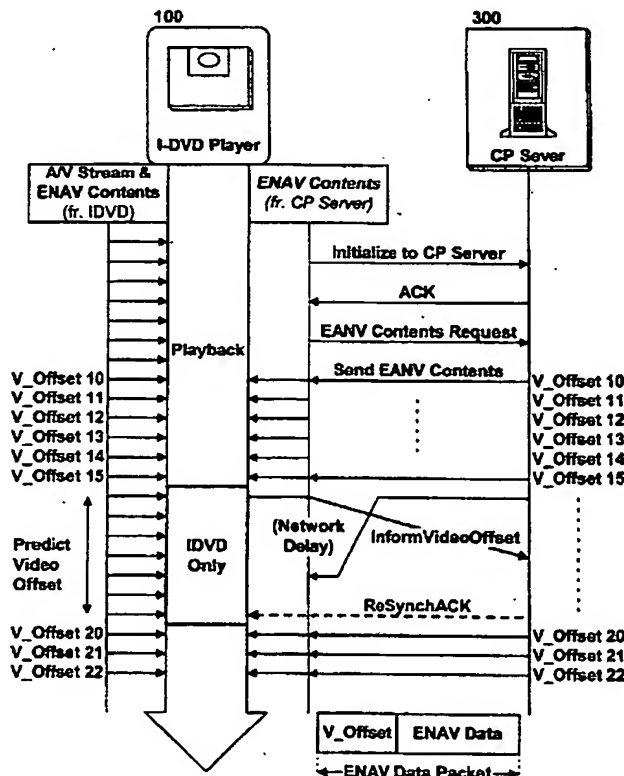 100
300
I-DVD Player
CP Sever
A/V Stream &
ENAV Contents
(fr. IDVD)
ENAV Contents
(fr. CP Server)
Initialize to CP Server
ACK
EANV Contents Request
Playback
Send EANV Contents
V_Offset 10
V_Offset 11
V_Offset 12
V_Offset 13
V_Offset 14
V_Offset 15
V_Offset 10
V_Offset 11
V_Offset 12
V_Offset 13
V_Offset 14
V_Offset 15
Predict
Video
Offset
IDVD
Only
(Network
Delay)
InformVideoOffset
ReSynchACK
V_Offset 20
V_Offset 21
V_Offset 22
V_Offset 20
V_Offset 21
V_Offset 22
V_Offset
ENAV Data
ENAV Data Packet